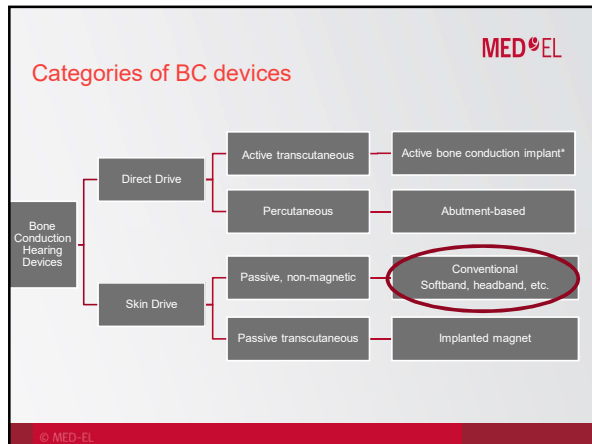 MED EL
Categories of BC devices
Active transcutaneous
Active bone conduction implant*
Direct Drive
Percutaneous
Abutment-based
Bone
Conduction
Hearing
Devices
Passive, non-magnetic
Conventional
Softband, headband, etc.
Skin Drive
Passive transcutaneous
Implanted magnet
© MED-EL